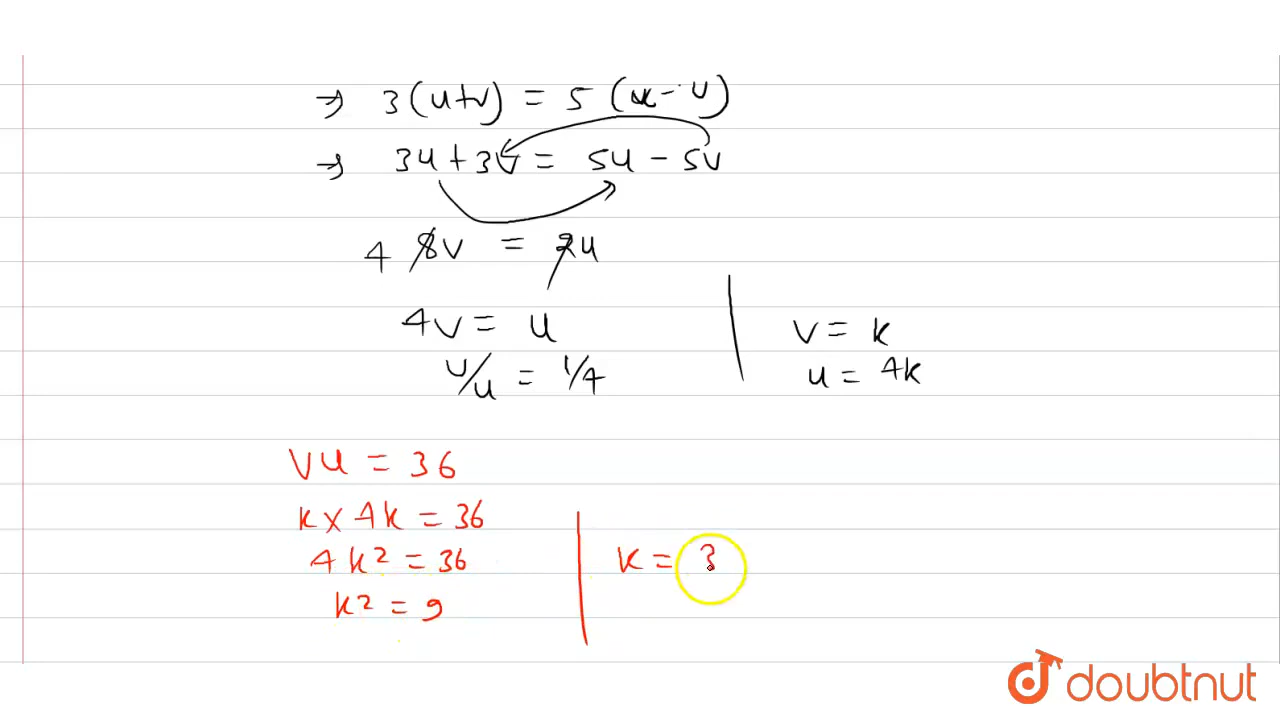 ⇒ 3(u+v) = 5(u-v)
⇒ 3u+3v = 5u-5v
4 8v = 2u
4v = u
v/u = 1/4
v = k
u = 4k
vu = 36
k×4k = 36
4k² = 36
k² = 9
k = 3
doubtnut